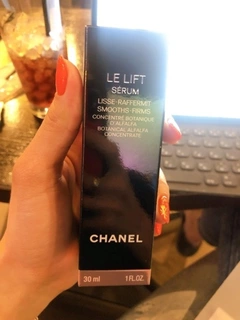 LE LIFT
SÉRUM
LISSE-RAFFERMIT
SMOOTHS-FIRMS
CONCENTRÉ BOTANIQUE
D'ALFALFA
BOTANICAL ALFALFA
CONCENTRATE
CHANEL
30 ml 1 FL. OZ.